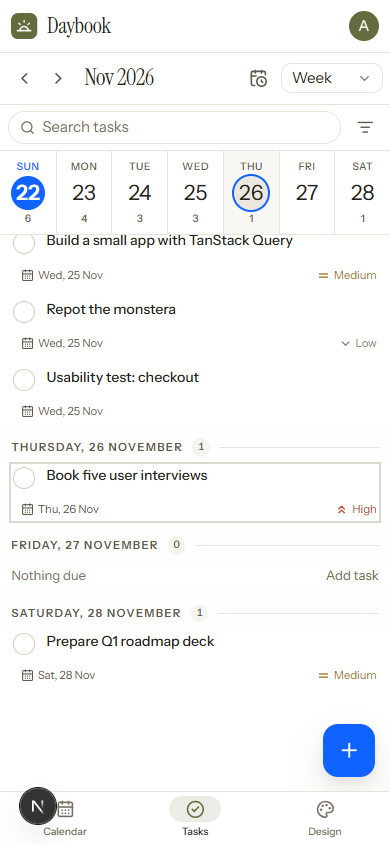 Daybook
A
Nov 2026
Week
Search tasks
SUN MON TUE WED THU FRI SAT
22 23 24 25 26 27 28
6 4 3 3 1 1
Build a small app with TanStack Query
Wed, 25 Nov Medium
Repot the monstera
Wed, 25 Nov Low
Usability test: checkout
Wed, 25 Nov
THURSDAY, 26 NOVEMBER 1
Book five user interviews
Thu, 26 Nov High
FRIDAY, 27 NOVEMBER 0
Nothing due Add task
SATURDAY, 28 NOVEMBER 1
Prepare Q1 roadmap deck
Sat, 28 Nov Medium
N
Calendar Tasks Design